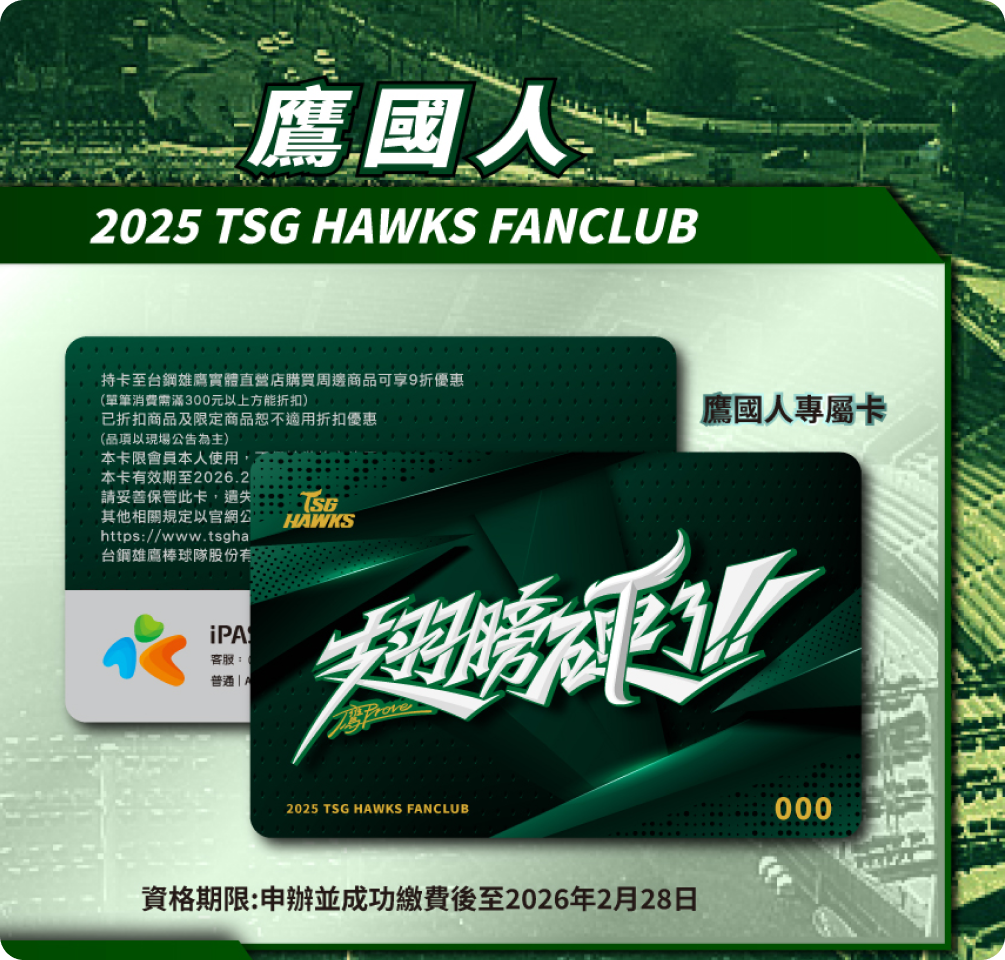 鷹國人
2025 TSG HAWKS FANCLUB
鷹國人專屬卡
持卡至台鋼雄鷹實體直營店購買周邊商品可享9折優惠
(單筆消費需滿300元以上方能折扣)
已折扣商品及限定商品恕不適用折扣優惠
(品項以現場公告為主)
本卡限會員本人使用，
本卡有效期至2026.2
請妥善保管此卡，遺失
其他相關規定以官網公
https://www.tsgha
台鋼雄鷹棒球隊股份有
iPAS
客服：
普通 | A
TSG
HAWKS
翅膀硬了!!
鷹Prove
2025 TSG HAWKS FANCLUB
000
資格期限:申辦並成功繳費後至2026年2月28日